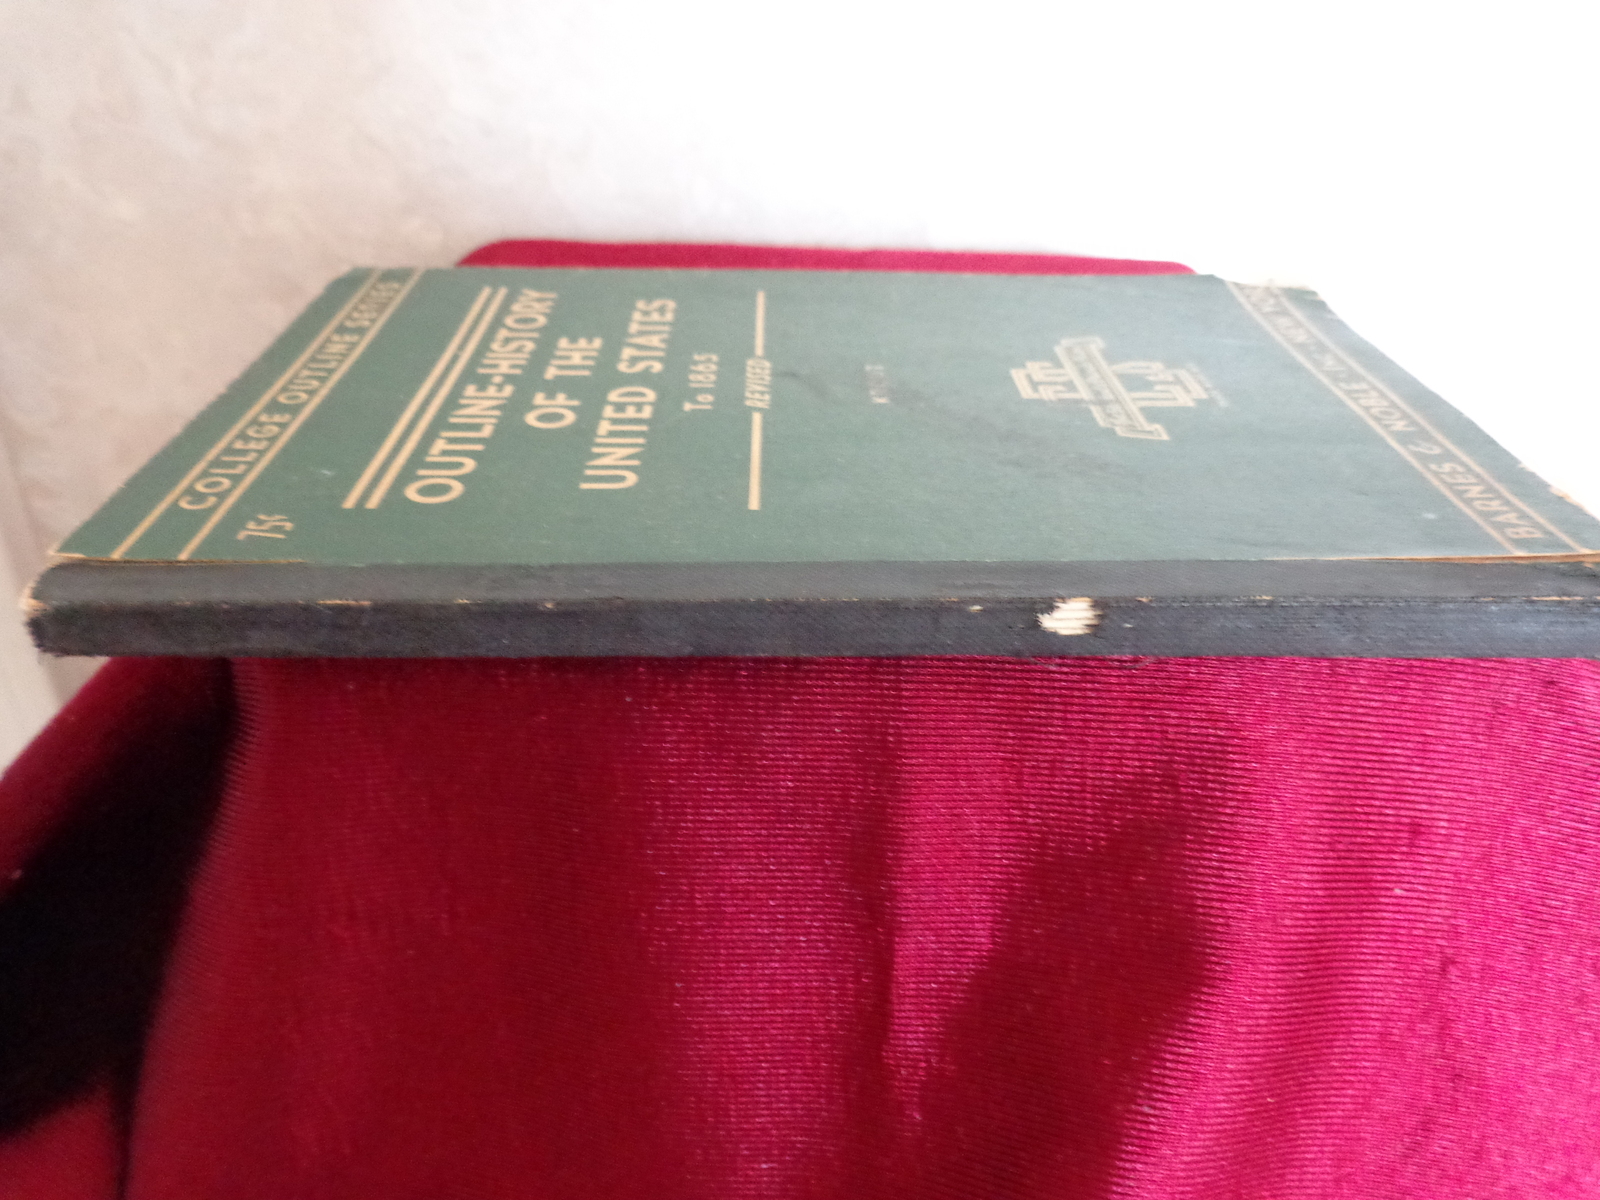 COLLEGE OUTLINE SERIES
75¢
OUTLINE-HISTORY
OF THE
UNITED STATES
To 1865
REVISED
BARNES & NOBLE, INC. NEW YORK